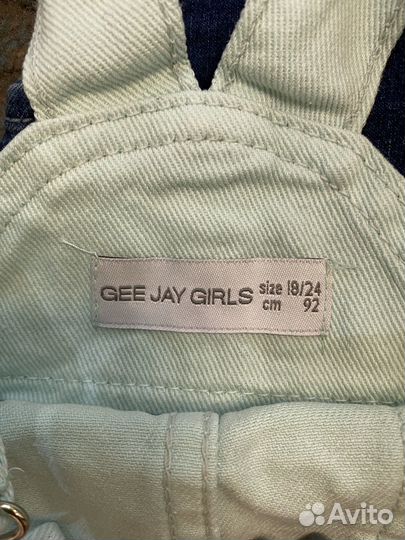 GEE JAY GIRLS size 18/24
cm 92
Avito